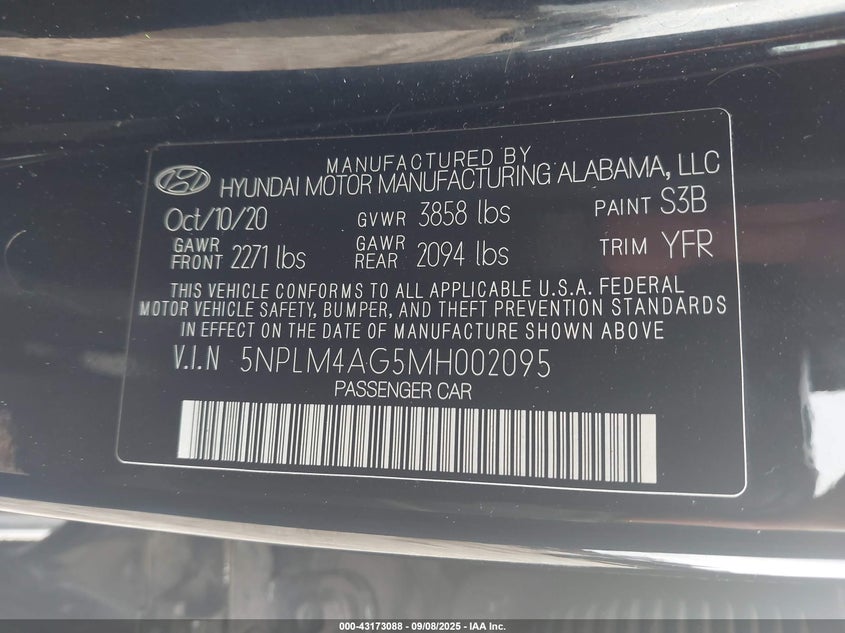 MANUFACTURED BY
HYUNDAI MOTOR MANUFACTURING ALABAMA, LLC
Oct/10/20 GVWR 3858 lbs PAINT S3B
GAWR FRONT 2271 lbs GAWR REAR 2094 lbs TRIM YFR
THIS VEHICLE CONFORMS TO ALL APPLICABLE U.S.A. FEDERAL
MOTOR VEHICLE SAFETY, BUMPER, AND THEFT PREVENTION STANDARDS
IN EFFECT ON THE DATE OF MANUFACTURE SHOWN ABOVE
V.I.N 5NPLM4AG5MH002095
PASSENGER CAR
000-43173088 - 09/08/2025 - IAA Inc.